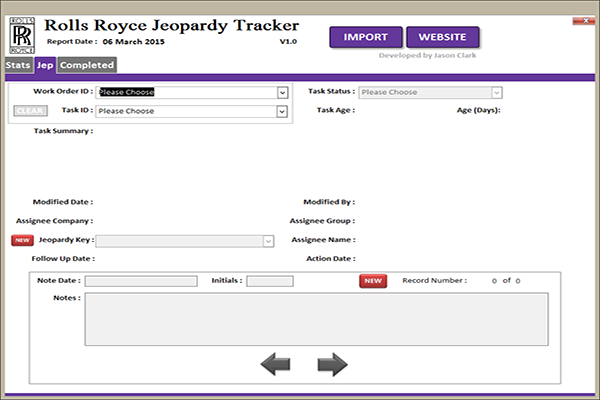 ROLLS
RR
ROYCE
Rolls Royce Jeopardy Tracker
Report Date : 06 March 2015 V1.0
IMPORT WEBSITE
Developed by Jason Clark
Stats Jep Completed
Work Order ID : Please Choose Task Status : Please Choose
CLEAR Task ID : Please Choose Task Age : Age (Days):
Task Summary :
Modified Date : Modified By :
Assignee Company : Assignee Group :
NEW Jeopardy Key : Assignee Name :
Follow Up Date : Action Date :
Note Date : Initials : NEW Record Number : 0 of 0
Notes :